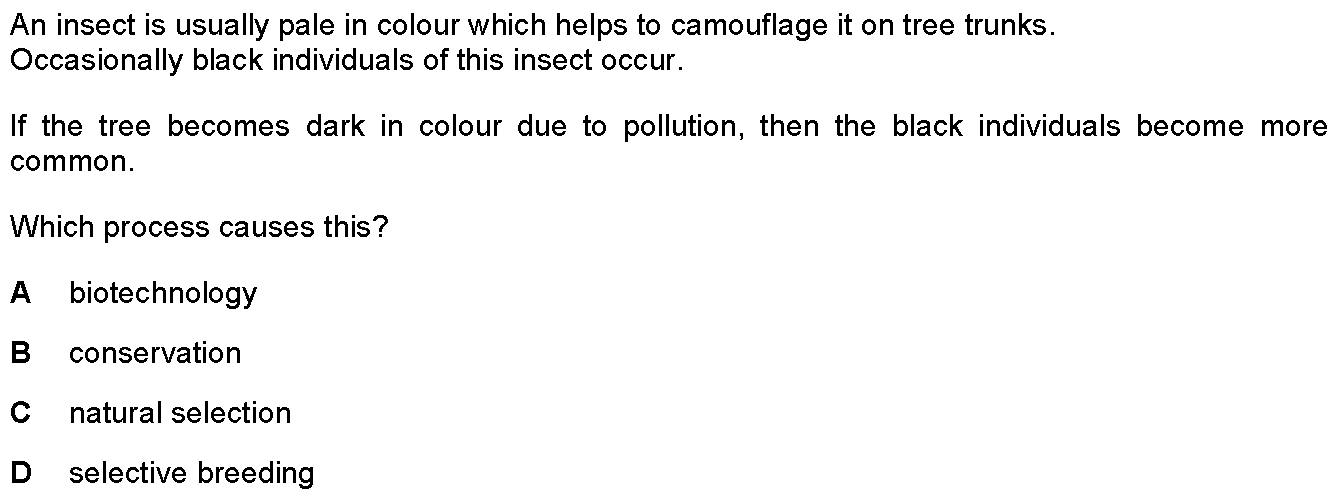 An insect is usually pale in colour which helps to camouflage it on tree trunks.
Occasionally black individuals of this insect occur.
If the tree becomes dark in colour due to pollution, then the black individuals become more
common.
Which process causes this?
A biotechnology
B conservation
C natural selection
D selective breeding